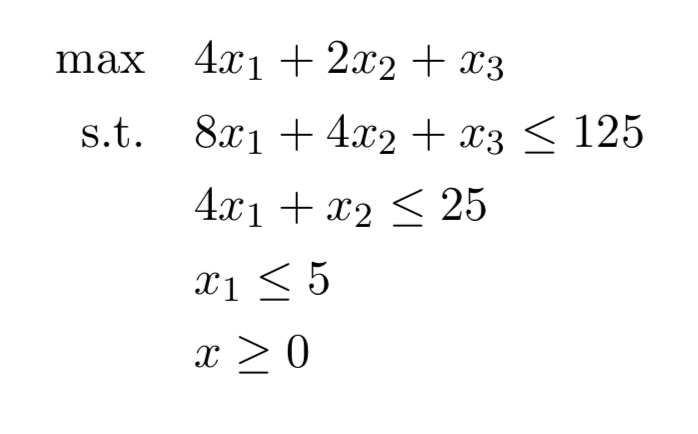 max 4x₁ + 2x₂ + x₃
s.t. 8x₁ + 4x₂ + x₃ ≤ 125
4x₁ + x₂ ≤ 25
x₁ ≤ 5
x ≥ 0